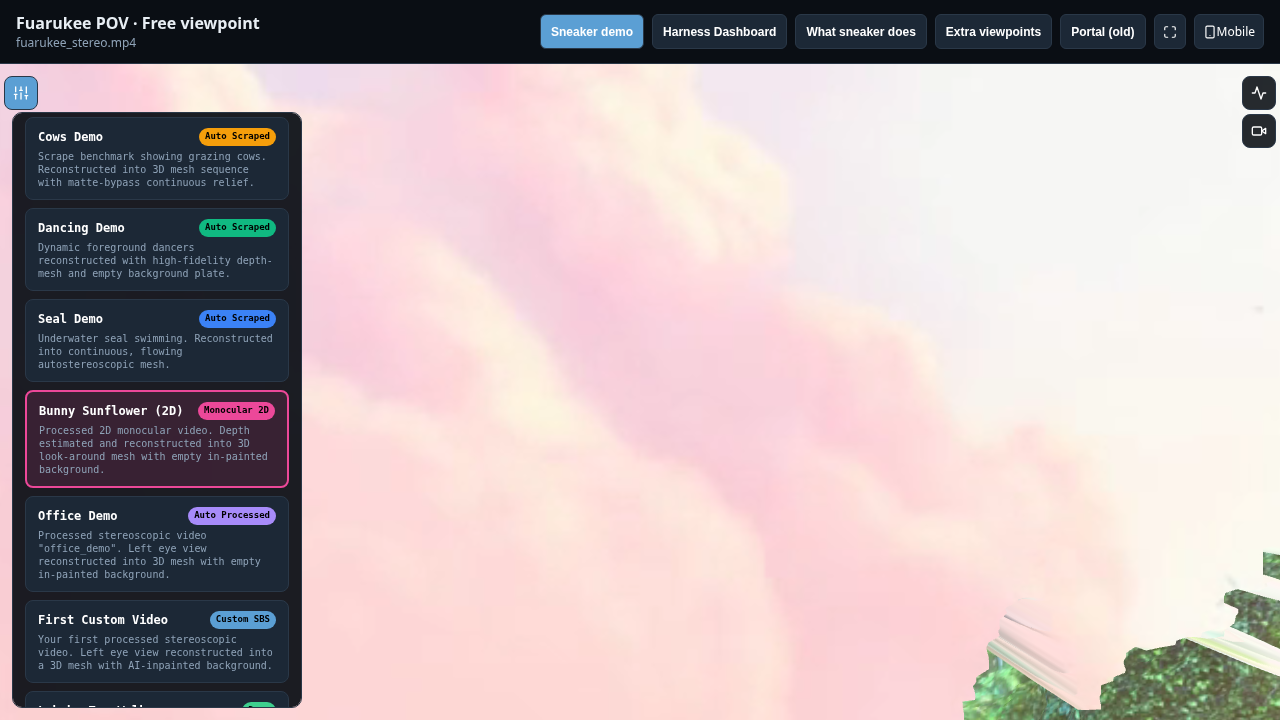 Fuarukee POV · Free viewpoint
fuarukee_stereo.mp4
Sneaker demo
Harness Dashboard
What sneaker does
Extra viewpoints
Portal (old)
Mobile
Cows Demo
Auto Scraped
Scrape benchmark showing grazing cows.
Reconstructed into 3D mesh sequence
with matte-bypass continuous relief.
Dancing Demo
Auto Scraped
Dynamic foreground dancers
reconstructed with high-fidelity depth-
mesh and empty background plate.
Seal Demo
Auto Scraped
Underwater seal swimming. Reconstructed
into continuous, flowing
autostereoscopic mesh.
Bunny Sunflower (2D)
Monocular 2D
Processed 2D monocular video. Depth
estimated and reconstructed into 3D
look-around mesh with empty in-painted
background.
Office Demo
Auto Processed
Processed stereoscopic video
"office_demo". Left eye view
reconstructed into 3D mesh with empty
in-painted background.
First Custom Video
Custom SBS
Your first processed stereoscopic
video. Left eye view reconstructed into
a 3D mesh with AI-inpainted background.